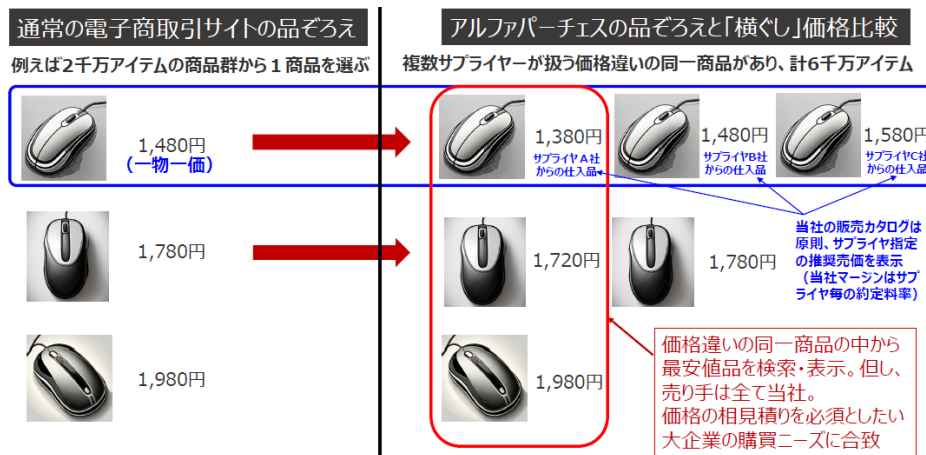 通常の電子商取引サイトの品ぞろえ
例えば2千万アイテムの商品群から1商品を選ぶ
1,480円
(一物一価)
1,780円
1,980円
アルファパーチェスの品ぞろえと「横ぐし」価格比較
複数サプライヤーが扱う価格違いの同一商品があり、計6千万アイテム
1,380円
サプライヤA社
からの仕入品
1,480円
サプライヤB社
からの仕入品
1,580円
サプライヤC社
からの仕入品
当社の販売カタログは
原則、サプライヤ指定
の推奨売価を表示
(当社マージンはサプ
ライヤ毎の約定料率)
1,720円
1,780円
1,980円
価格違いの同一商品の中から
最安値品を検索・表示。但し、
売り手は全て当社。
価格の相見積りを必須としたい
大企業の購買ニーズに合致